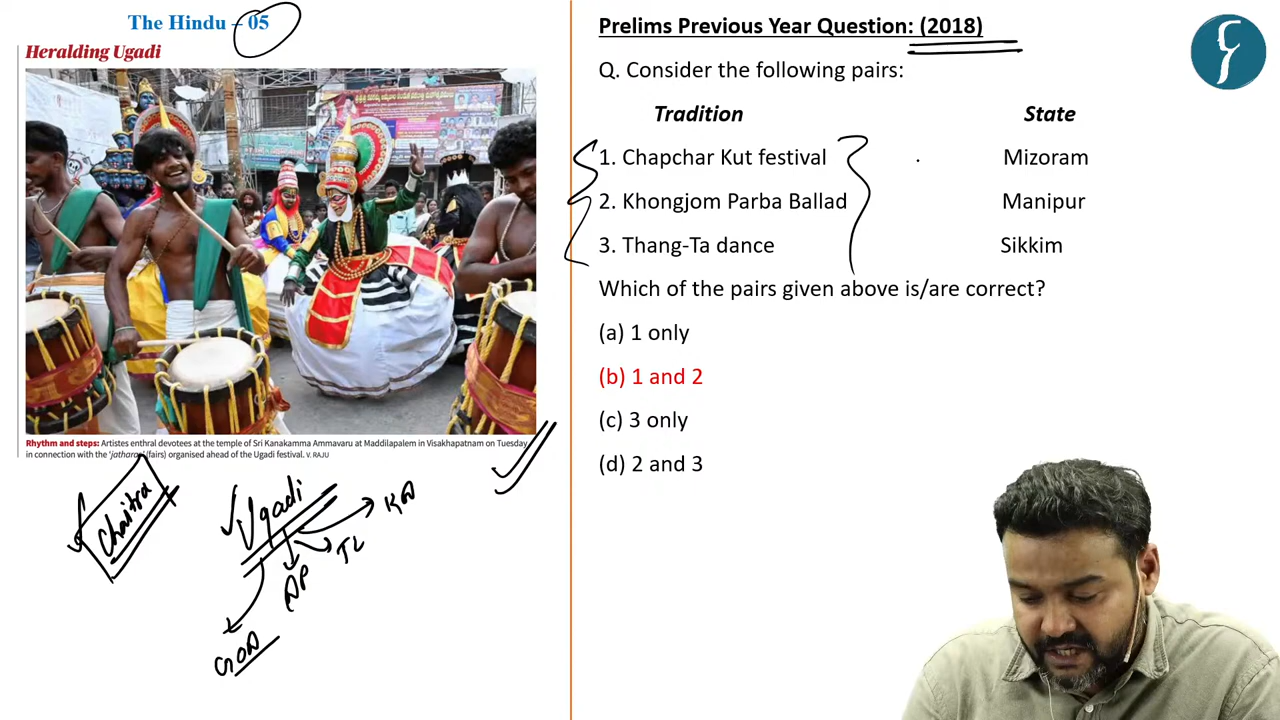 The Hindu – 05
Heralding Ugadi
Rhythm and steps: Artistes enthral devotees at the temple of Sri Kanakamma Ammavaru at Maddilapalem in Visakhapatnam on Tuesday
in connection with the 'jatharas' (fairs) organised ahead of the Ugadi festival. V. RAJU
Chaitra
Ugadi
KA
TL
AP
GOA
Prelims Previous Year Question: (2018)
Q. Consider the following pairs:
Tradition State
1. Chapchar Kut festival Mizoram
2. Khongjom Parba Ballad Manipur
3. Thang-Ta dance Sikkim
Which of the pairs given above is/are correct?
(a) 1 only
(b) 1 and 2
(c) 3 only
(d) 2 and 3